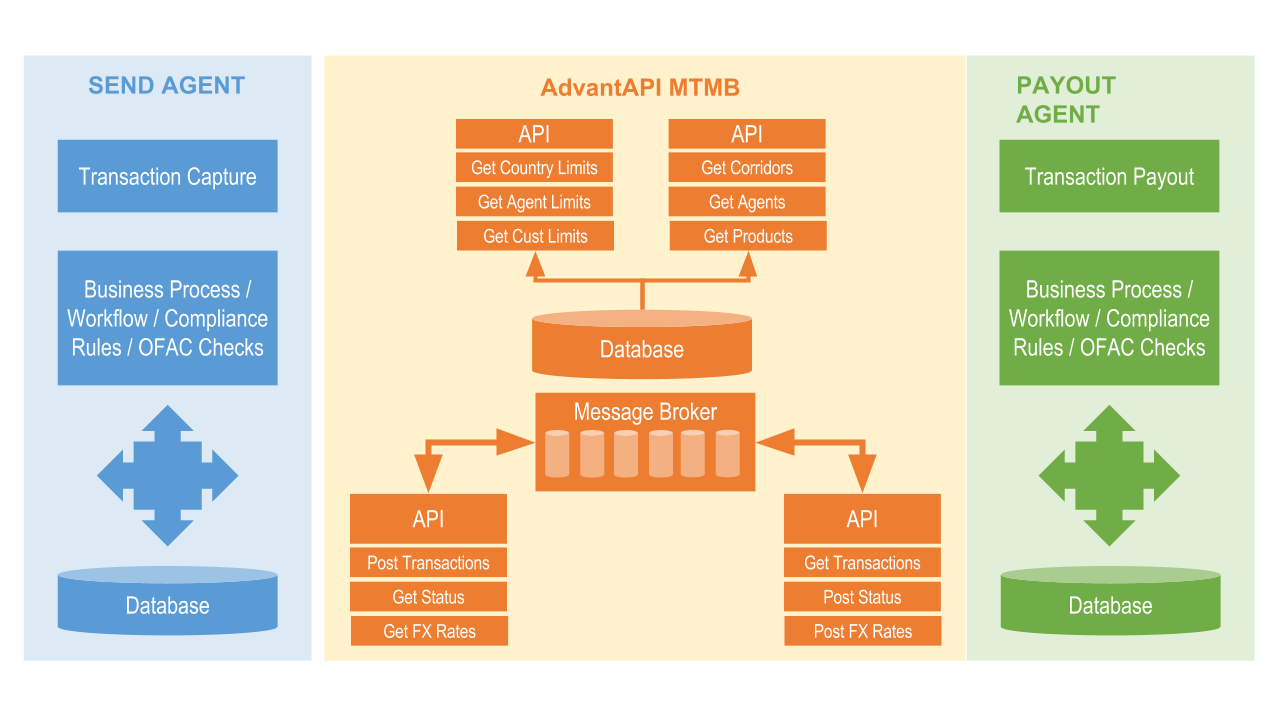 SEND AGENT
Transaction Capture
Business Process /
Workflow / Compliance
Rules / OFAC Checks
Database
AdvantAPI MTMB
API
Get Country Limits
Get Agent Limits
Get Cust Limits
API
Get Corridors
Get Agents
Get Products
Database
Message Broker
API
Post Transactions
Get Status
Get FX Rates
API
Get Transactions
Post Status
Post FX Rates
PAYOUT
AGENT
Transaction Payout
Business Process /
Workflow / Compliance
Rules / OFAC Checks
Database